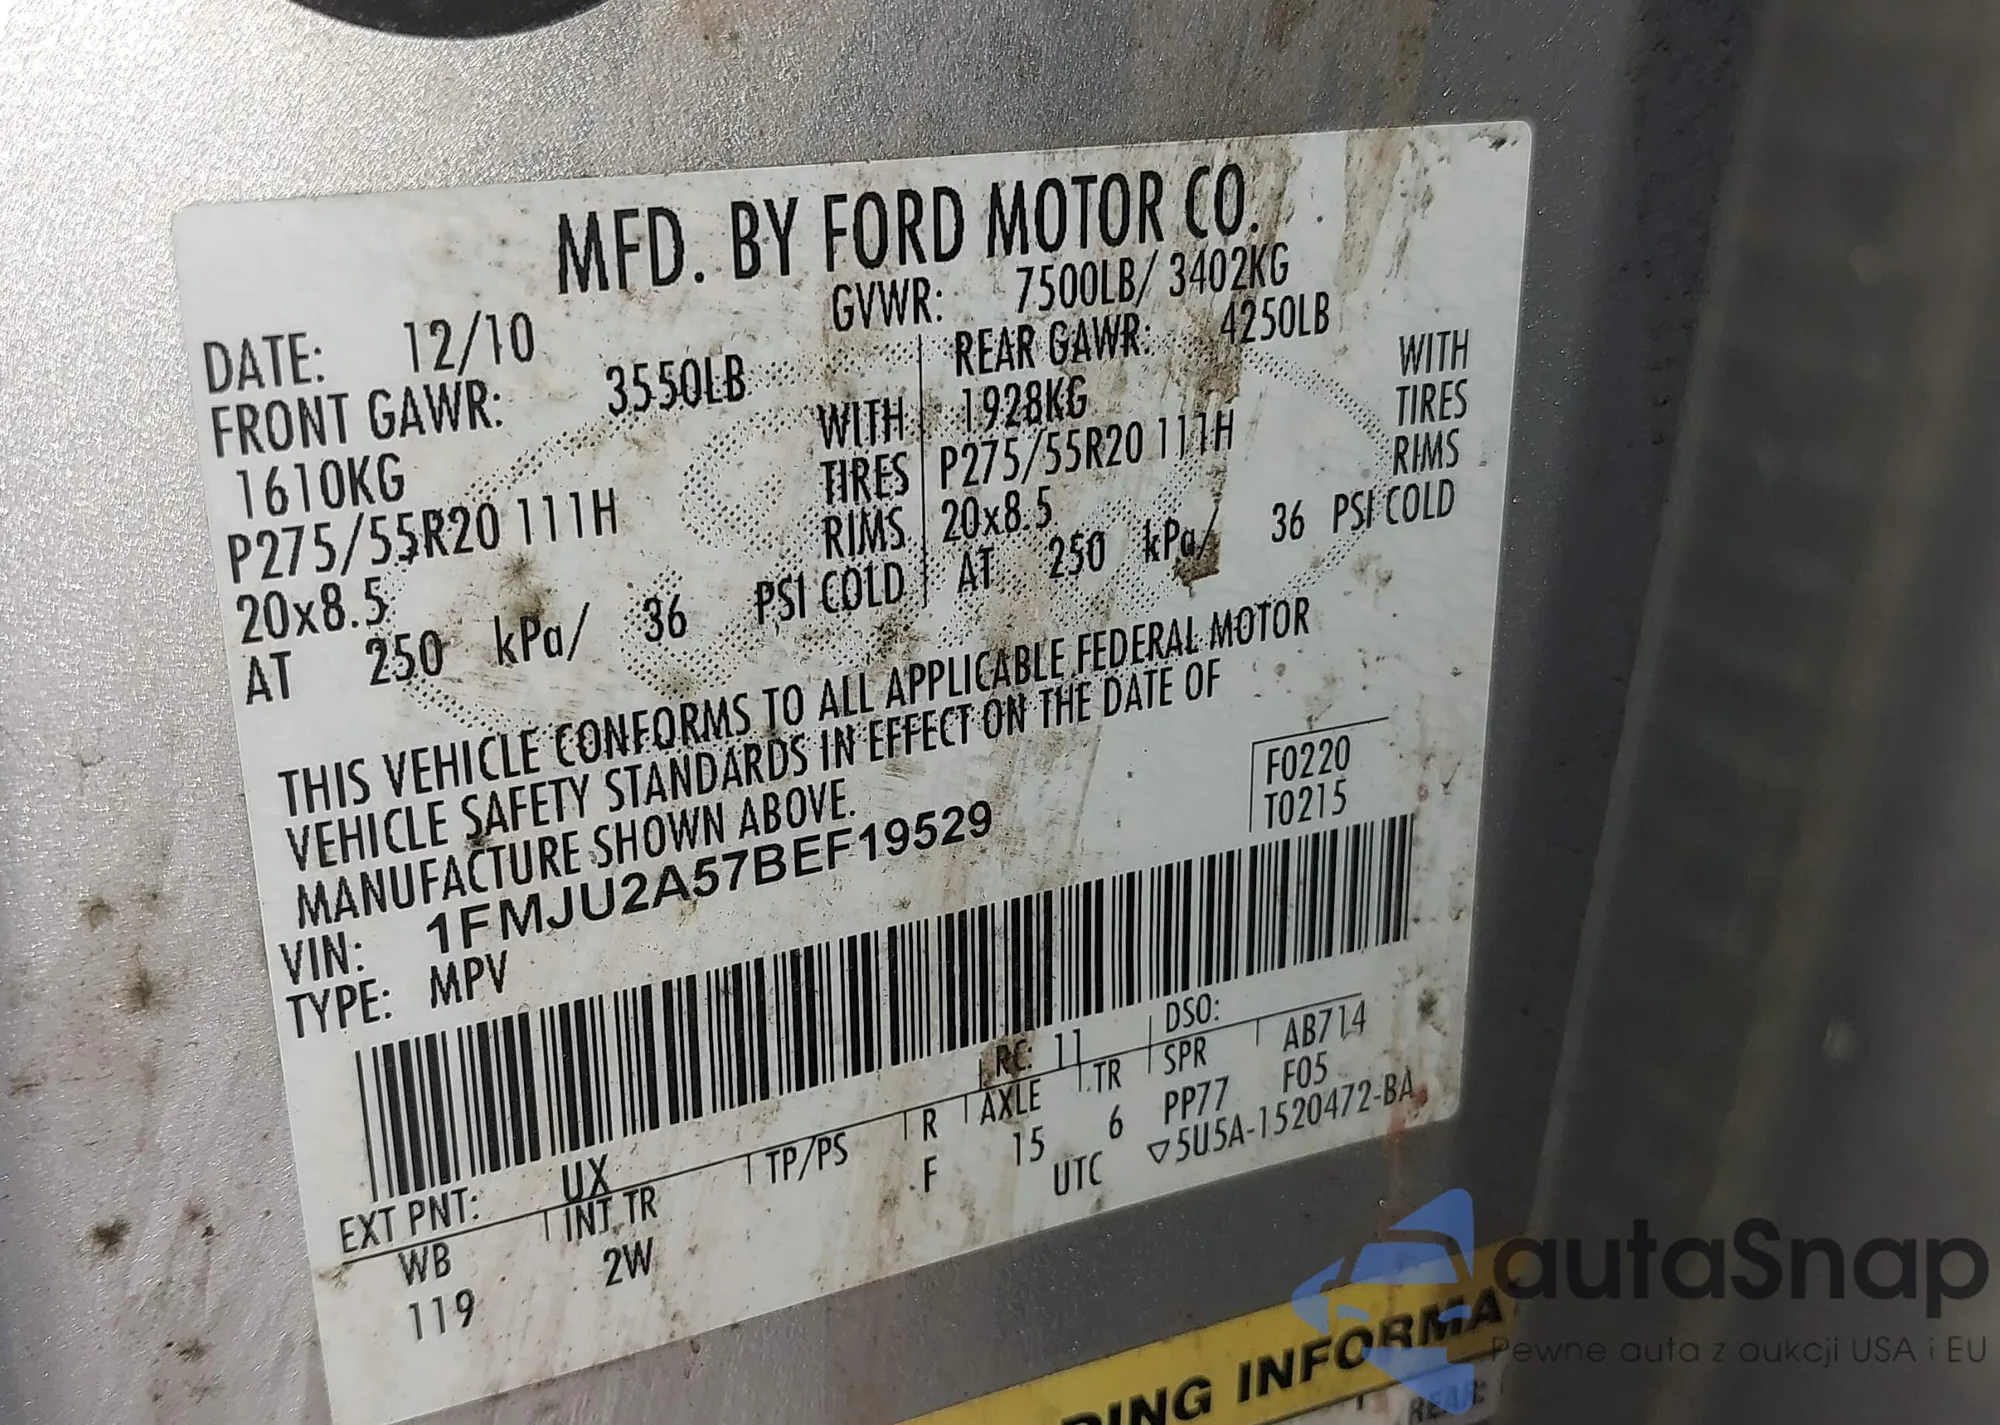 MFD. BY FORD MOTOR CO.
DATE: 12/10 GVWR: 7500LB/ 3402KG
FRONT GAWR: 3550LB REAR GAWR: 4250LB
1610KG WITH 1928KG WITH
P275/55R20 111H TIRES P275/55R20 111H TIRES
20x8.5 RIMS 20x8.5 RIMS
AT 250 kPa/ 36 PSI COLD AT 250 kPa/ 36 PSI COLD
THIS VEHICLE CONFORMS TO ALL APPLICABLE FEDERAL MOTOR
VEHICLE SAFETY STANDARDS IN EFFECT ON THE DATE OF
MANUFACTURE SHOWN ABOVE.
F0220
T0215
VIN: 1FMJU2A57BEF19529
TYPE: MPV
EXT PNT: UX RC: 11 DSO:
WB INT TR TP/PS R AXLE TR SPR AB714
119 2W F 15 6 PP77 F05
UTC ▽5U5A-1520472-BA
RING INFORMA
REAR:
autaSnap
Pewne auta z aukcji USA i EU